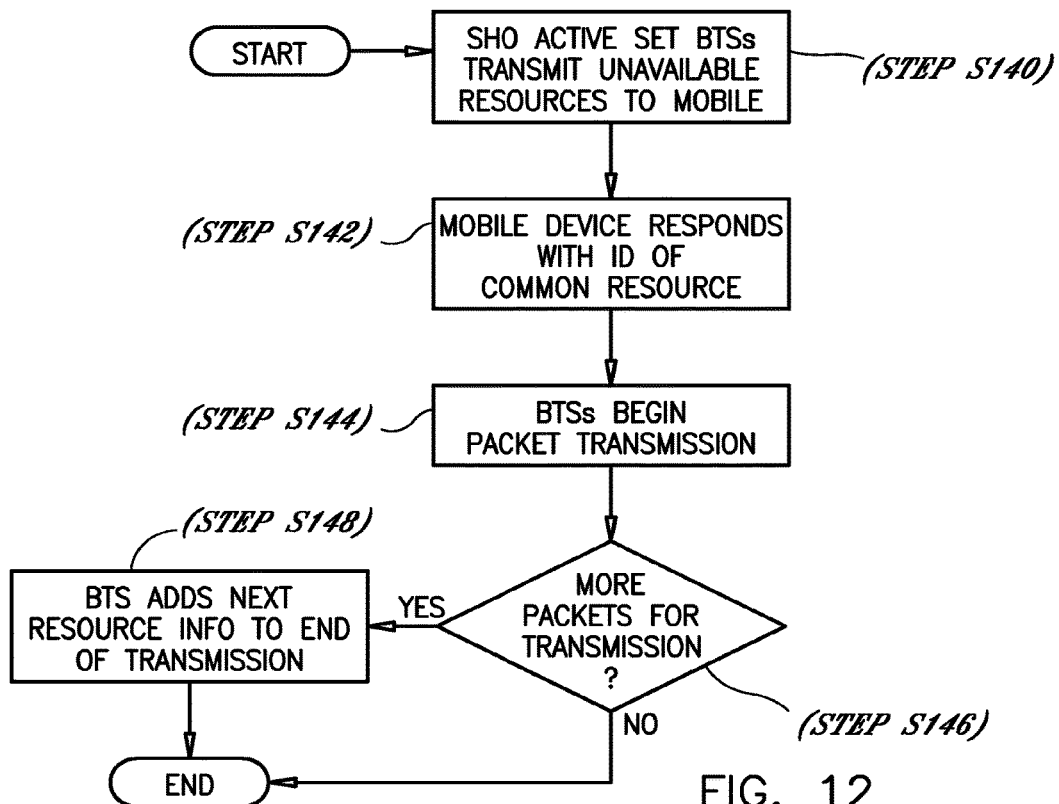 START
SHO ACTIVE SET BTSs
TRANSMIT UNAVAILABLE
RESOURCES TO MOBILE
(STEP S140)
(STEP S142)
MOBILE DEVICE RESPONDS
WITH ID OF
COMMON RESOURCE
(STEP S144)
BTSs BEGIN
PACKET TRANSMISSION
(STEP S148)
BTS ADDS NEXT
RESOURCE INFO TO END
OF TRANSMISSION
YES
MORE
PACKETS FOR
TRANSMISSION
?
NO
(STEP S146)
END
FIG. 12